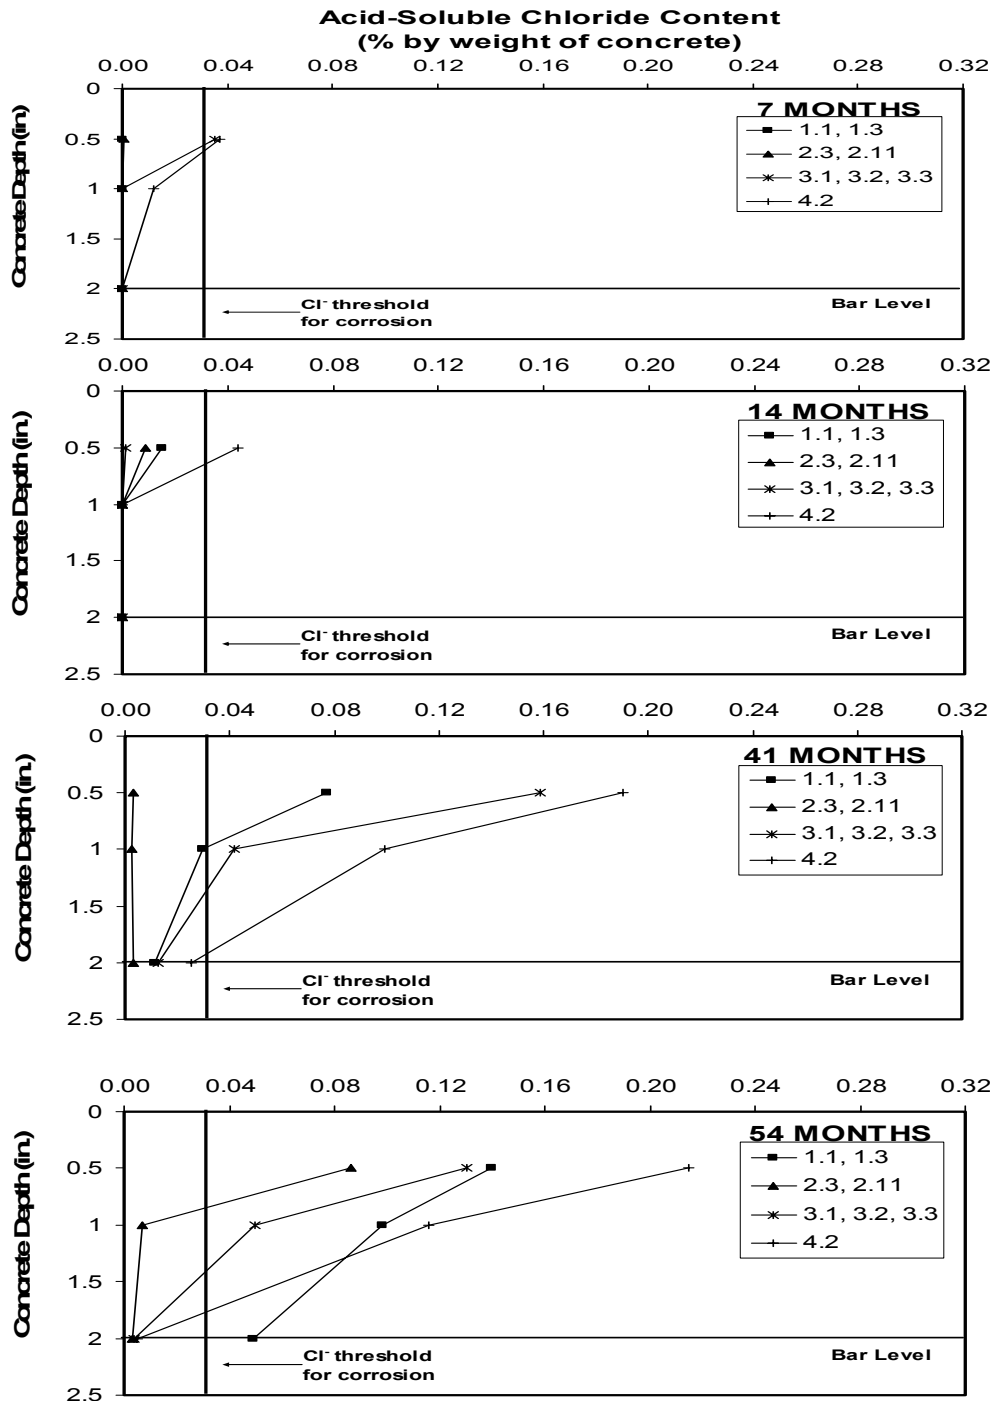 Acid-Soluble Chloride Content
(% by weight of concrete)
0.00 0.04 0.08 0.12 0.16 0.20 0.24 0.28 0.32
Concrete Depth (in.)
0
0.5
1
1.5
2
2.5
7 MONTHS
1.1, 1.3
2.3, 2.11
3.1, 3.2, 3.3
4.2
Cl- threshold
for corrosion
Bar Level
0.00 0.04 0.08 0.12 0.16 0.20 0.24 0.28 0.32
Concrete Depth (in.)
0
0.5
1
1.5
2
2.5
14 MONTHS
1.1, 1.3
2.3, 2.11
3.1, 3.2, 3.3
4.2
Cl- threshold
for corrosion
Bar Level
0.00 0.04 0.08 0.12 0.16 0.20 0.24 0.28 0.32
Concrete Depth (in.)
0
0.5
1
1.5
2
2.5
41 MONTHS
1.1, 1.3
2.3, 2.11
3.1, 3.2, 3.3
4.2
Cl- threshold
for corrosion
Bar Level
0.00 0.04 0.08 0.12 0.16 0.20 0.24 0.28 0.32
Concrete Depth (in.)
0
0.5
1
1.5
2
2.5
54 MONTHS
1.1, 1.3
2.3, 2.11
3.1, 3.2, 3.3
4.2
Cl- threshold
for corrosion
Bar Level